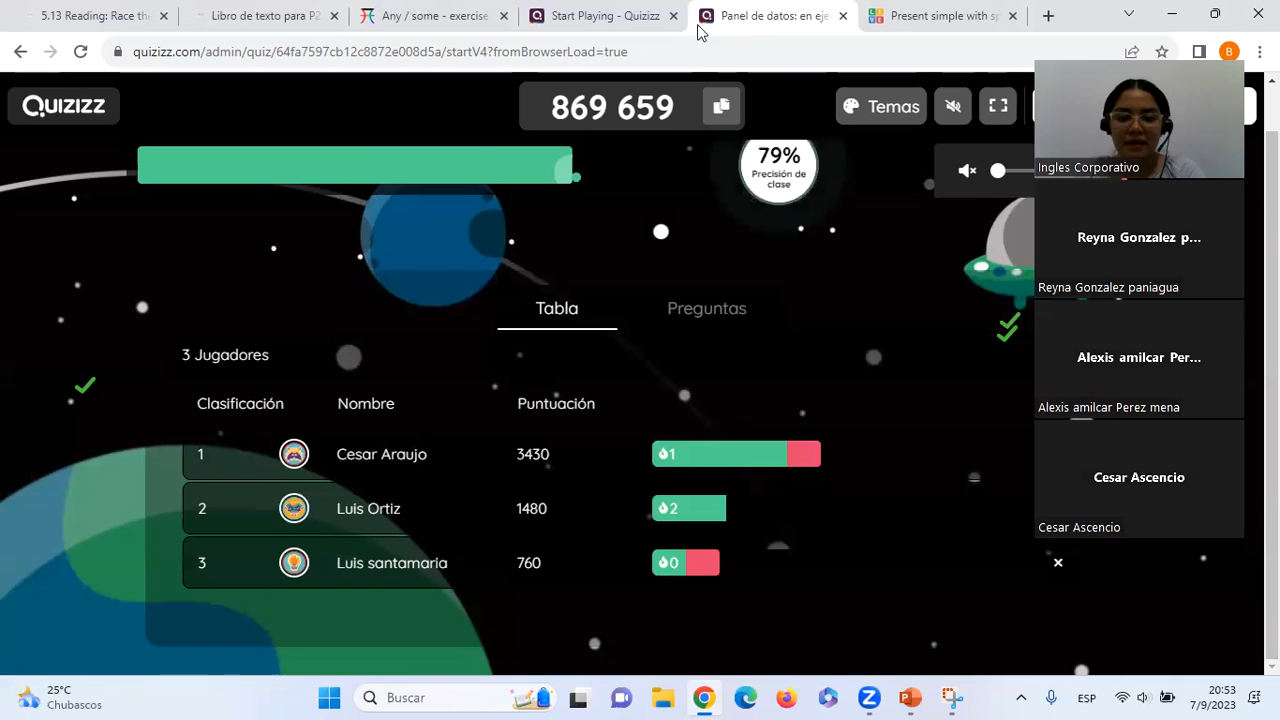 5.13 Reading: Race the
Libro de texto para P2
Any / some - exercise
Start Playing - Quizizz
Panel de datos: en eje
Present simple with sp
quizizz.com/admin/quiz/64fa7597cb12c8872e008d5a/startV4?fromBrowserLoad=true
B
QUIZIZZ
869 659
Temas
79%
Precisión de
clase
Ingles Corporativo
Reyna Gonzalez p...
Reyna Gonzalez paniagua
Tabla
Preguntas
3 Jugadores
Alexis amilcar Per...
Alexis amilcar Perez mena
Clasificación
Nombre
Puntuación
1
Cesar Araujo
3430
1
Cesar Ascencio
Cesar Ascencio
2
Luis Ortiz
1480
2
3
Luis santamaria
760
0
25°C
Chubascos
Buscar
ESP
20:53
7/9/2023